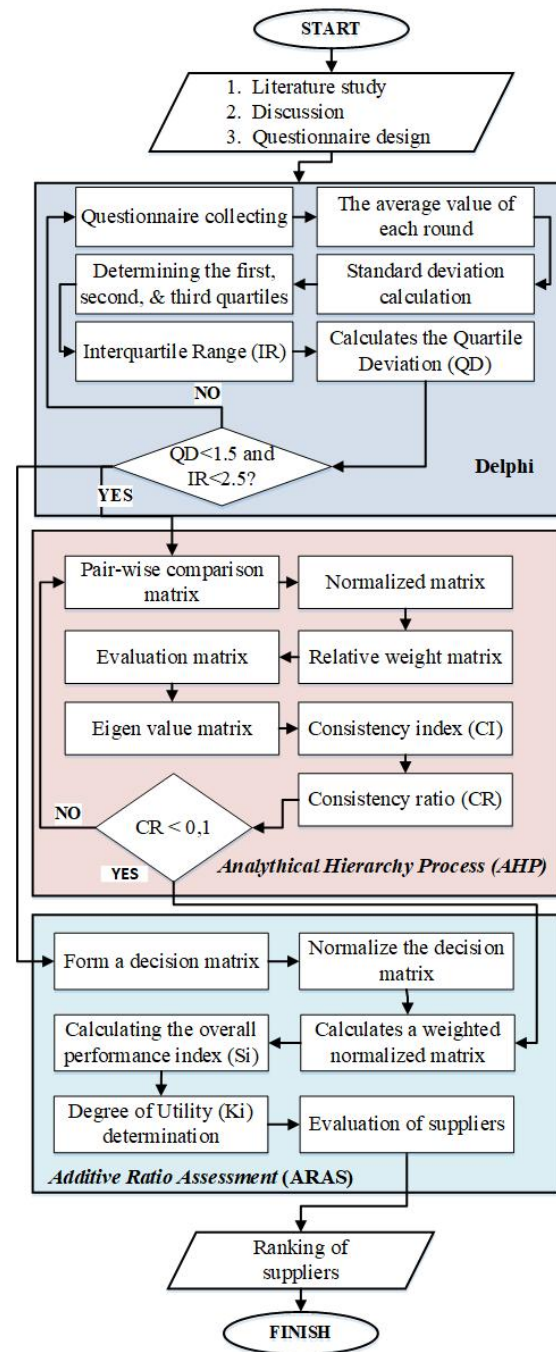 START
1. Literature study
2. Discussion
3. Questionnaire design
Questionnaire collecting
The average value of
each round
Determining the first,
second, & third quartiles
Standard deviation
calculation
Interquartile Range (IR)
Calculates the Quartile
Deviation (QD)
NO
QD<1.5 and
IR<2.5?
YES
Delphi
Pair-wise comparison
matrix
Normalized matrix
Evaluation matrix
Relative weight matrix
Eigen value matrix
Consistency index (CI)
Consistency ratio (CR)
NO
CR < 0,1
YES
Analytical Hierarchy Process (AHP)
Form a decision matrix
Normalize the decision
matrix
Calculating the overall
performance index (Si)
Calculates a weighted
normalized matrix
Degree of Utility (Ki)
determination
Evaluation of suppliers
Additive Ratio Assessment (ARAS)
Ranking of
suppliers
FINISH